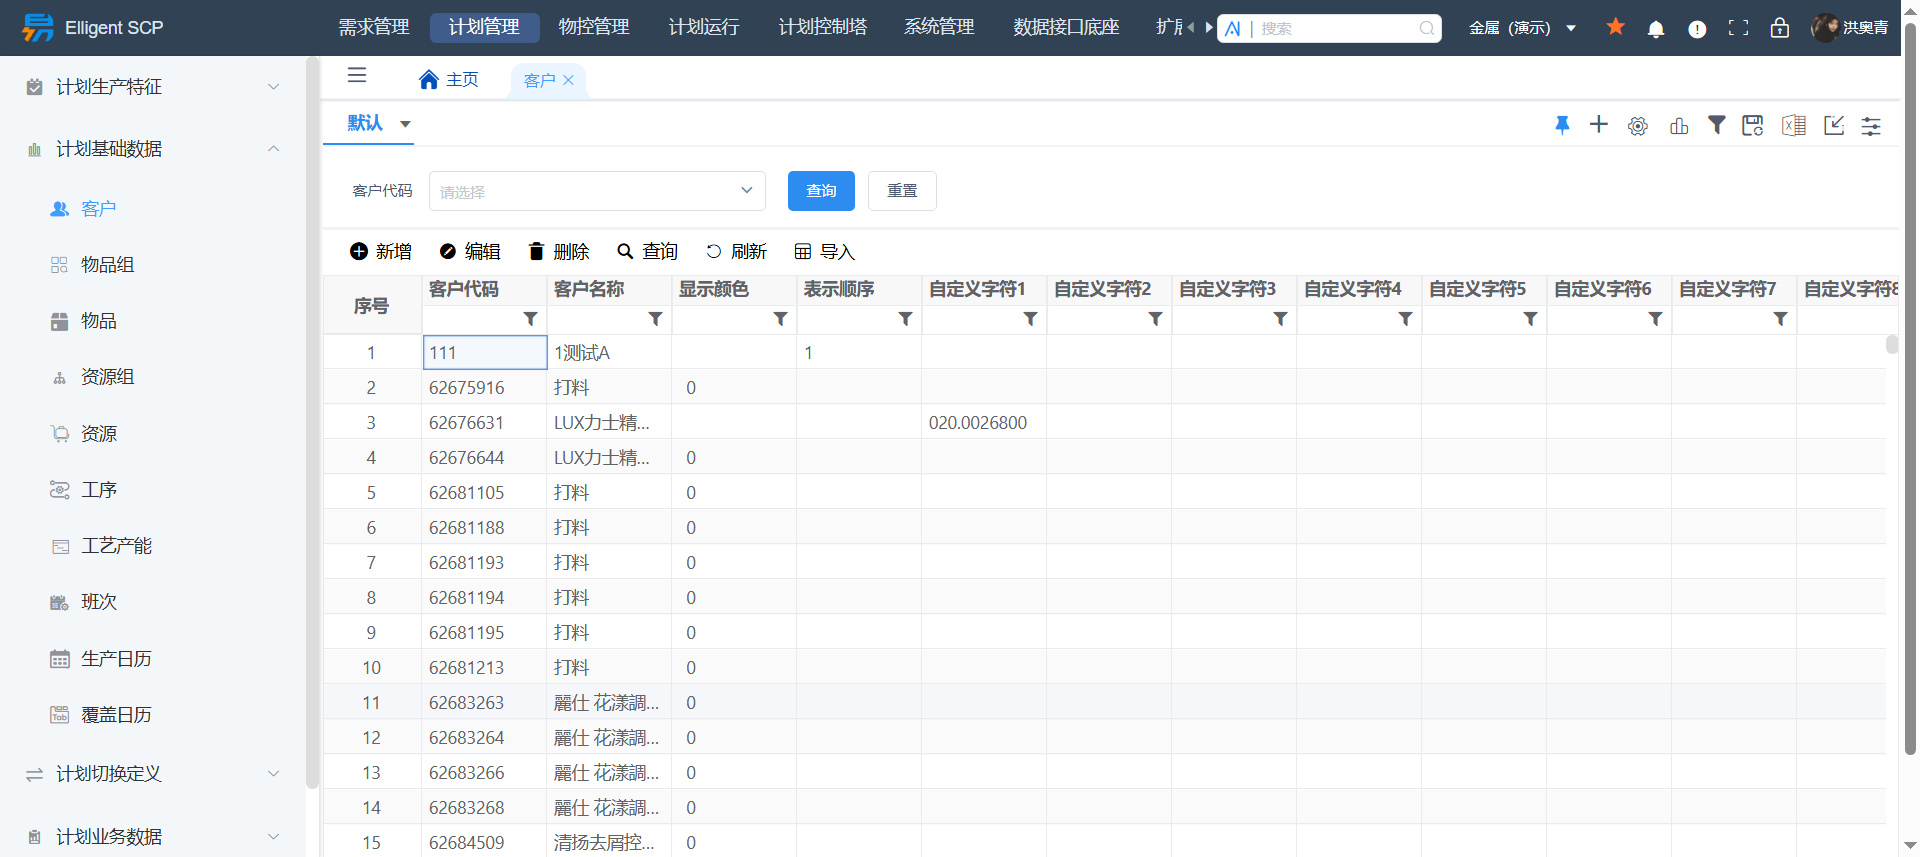 Elligent SCP
需求管理 计划管理 物控管理 计划运行 计划控制塔 系统管理 数据接口底座 扩展
搜索
金属（演示）
洪奥青
计划生产特征
计划基础数据
客户
物品组
物品
资源组
资源
工序
工艺产能
班次
生产日历
覆盖日历
计划切换定义
计划业务数据
主页 客户
默认
客户代码 请选择 查询 重置
新增 编辑 删除 查询 刷新 导入
序号 客户代码 客户名称 显示颜色 表示顺序 自定义字符1 自定义字符2 自定义字符3 自定义字符4 自定义字符5 自定义字符6 自定义字符7 自定义字符8
1 111 1测试A 1
2 62675916 打料 0
3 62676631 LUX力士精... 020.0026800
4 62676644 LUX力士精... 0
5 62681105 打料 0
6 62681188 打料 0
7 62681193 打料 0
8 62681194 打料 0
9 62681195 打料 0
10 62681213 打料 0
11 62683263 麗仕 花漾調... 0
12 62683264 麗仕 花漾調... 0
13 62683266 麗仕 花漾調... 0
14 62683268 麗仕 花漾調... 0
15 62684509 清扬去屑控... 0